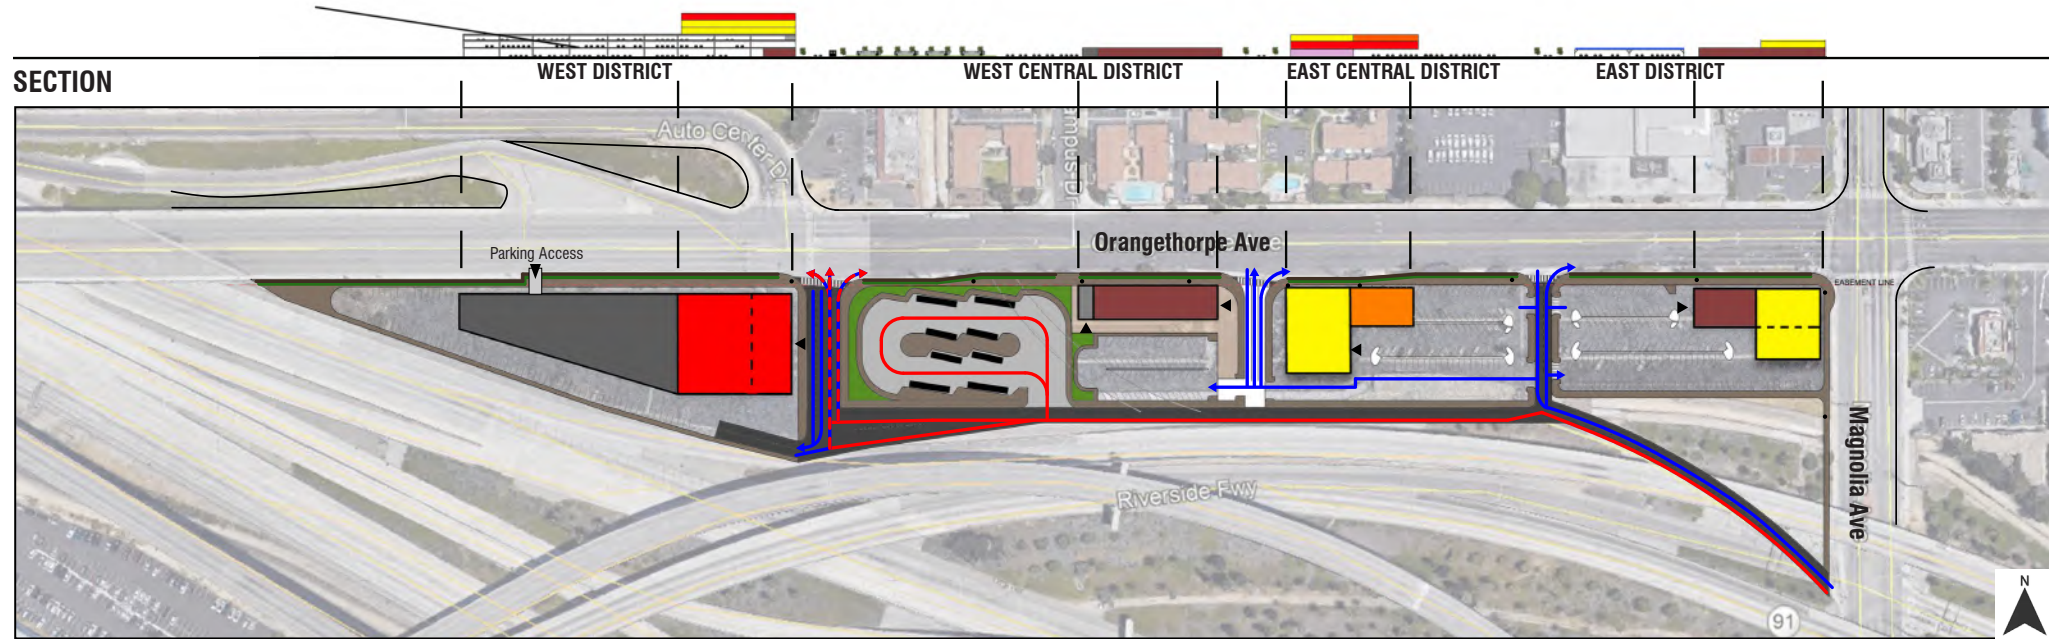 WEST DISTRICT
WEST CENTRAL DISTRICT
EAST CENTRAL DISTRICT
EAST DISTRICT
SECTION
Auto Center Dr
Orangethorpe Ave
Parking Access
EASEMENT LINE
Magnolia Ave
Riverside Fwy
N
91